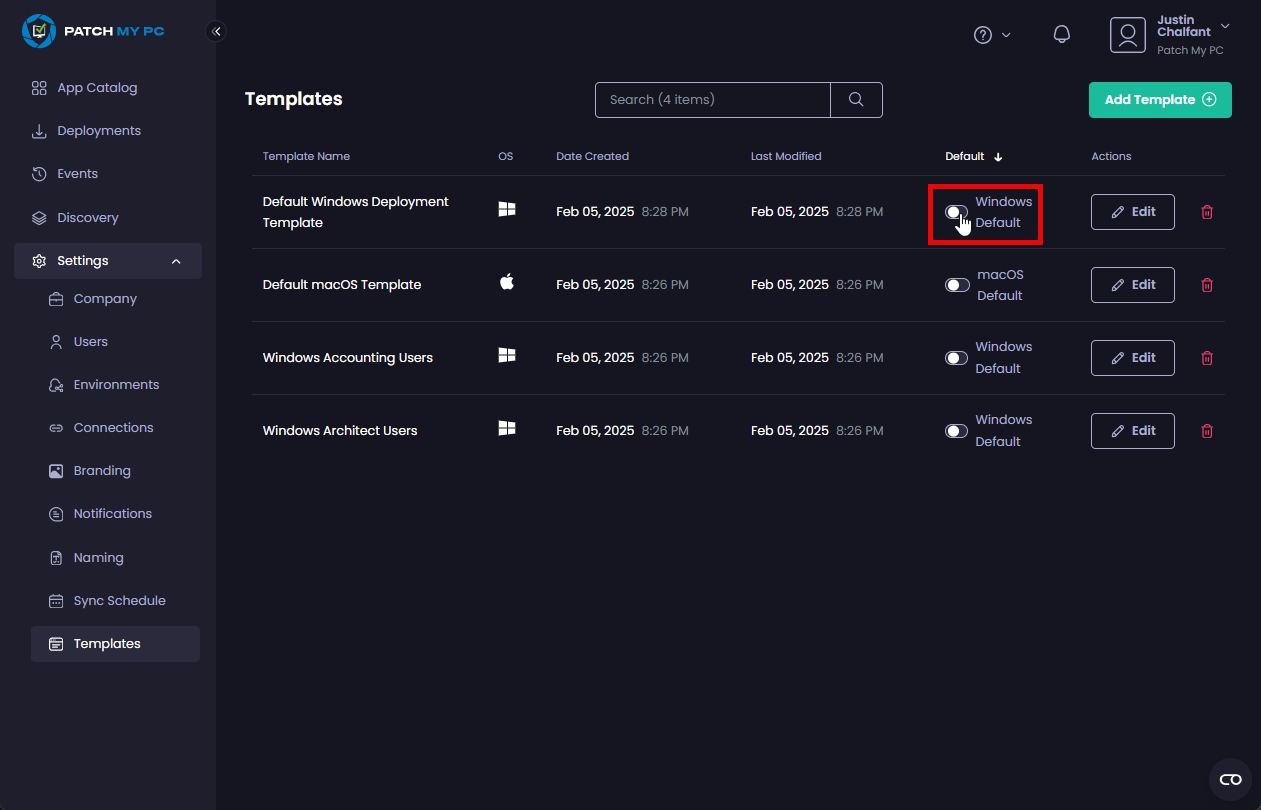 PATCH MY PC
Justin
Chalfant
Patch My PC
App Catalog
Deployments
Events
Discovery
Settings
Company
Users
Environments
Connections
Branding
Notifications
Naming
Sync Schedule
Templates
Templates
Search (4 items)
Add Template
Template Name OS Date Created Last Modified Default Actions
Default Windows Deployment
Template
Feb 05, 2025 8:28 PM Feb 05, 2025 8:28 PM
Windows
Default
Edit
Default macOS Template Feb 05, 2025 8:26 PM Feb 05, 2025 8:26 PM
macOS
Default
Edit
Windows Accounting Users Feb 05, 2025 8:26 PM Feb 05, 2025 8:26 PM
Windows
Default
Edit
Windows Architect Users Feb 05, 2025 8:26 PM Feb 05, 2025 8:26 PM
Windows
Default
Edit